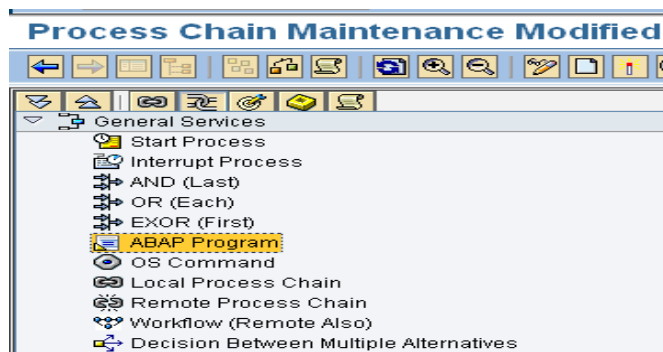 Process Chain Maintenance Modified
General Services
Start Process
Interrupt Process
AND (Last)
OR (Each)
EXOR (First)
ABAP Program
OS Command
Local Process Chain
Remote Process Chain
Workflow (Remote Also)
Decision Between Multiple Alternatives